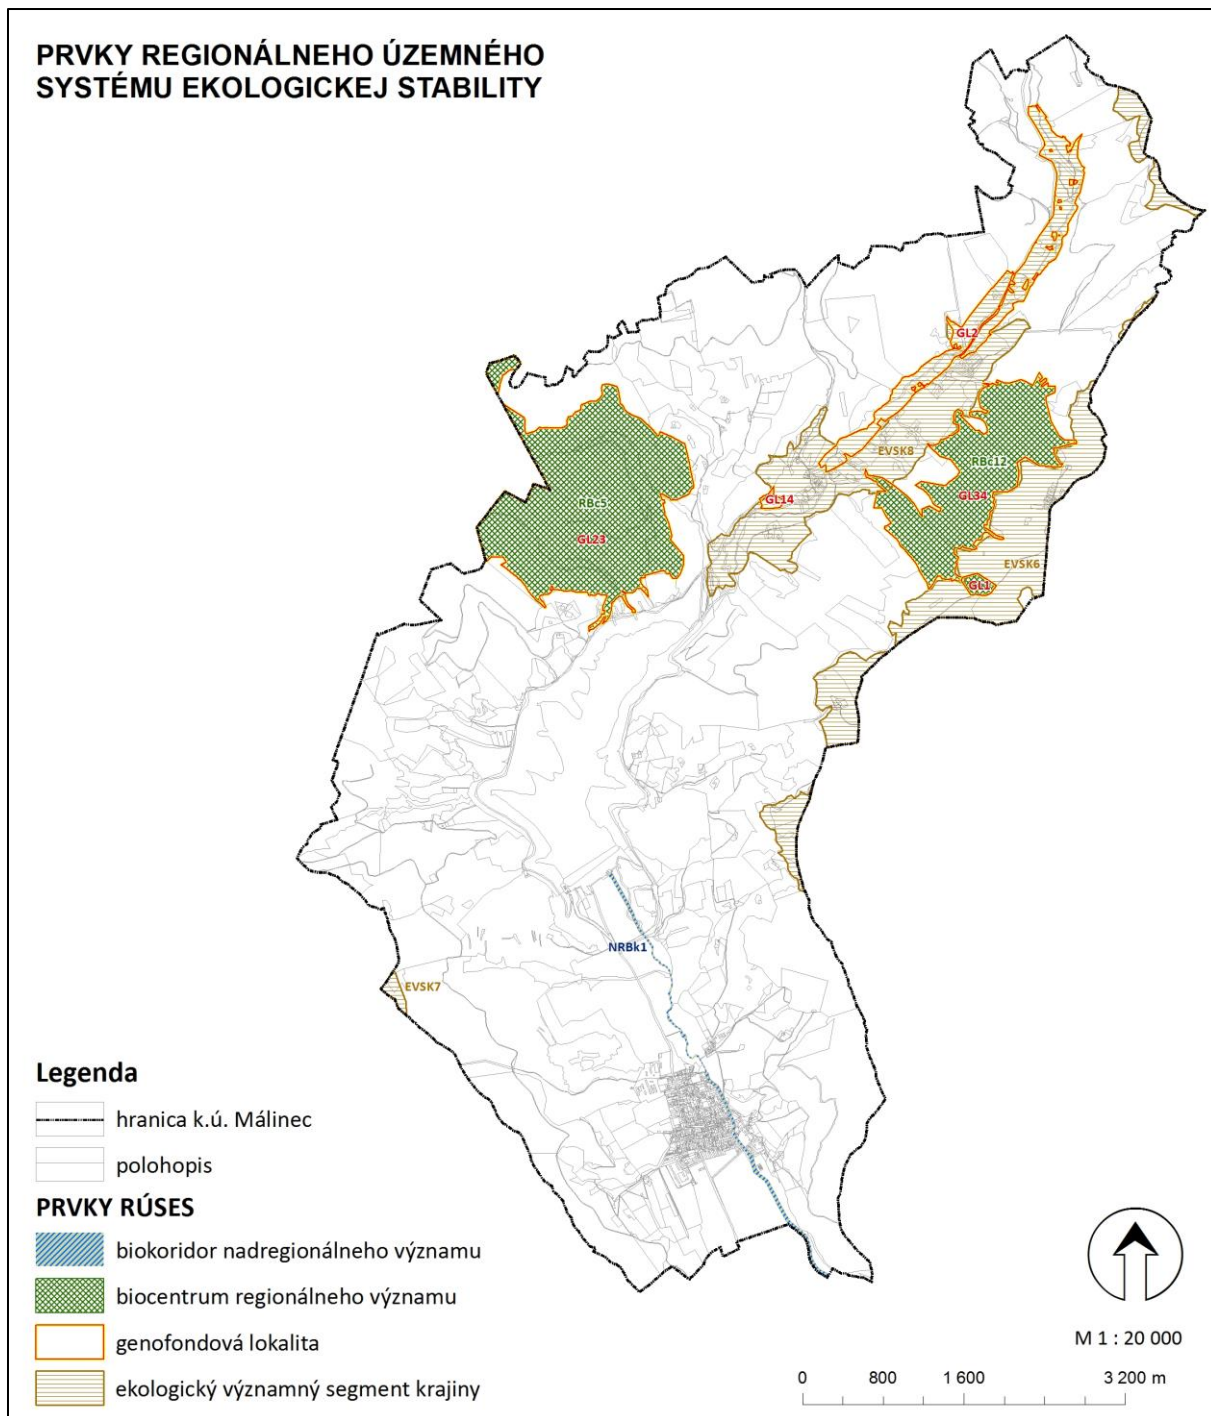 PRVKY REGIONÁLNEHO ÚZEMNÉHO
SYSTÉMU EKOLOGICKEJ STABILITY
GL2
EVSK8
RBc12
RBc5
GL14
GL34
GL23
EVSK6
GL1
NRBk1
EVSK7
Legenda
hranica k.ú. Málinec
polohopis
PRVKY RÚSES
biokoridor nadregionálneho významu
biocentrum regionálneho významu
genofondová lokalita
ekologický významný segment krajiny
M 1 : 20 000
0 800 1 600 3 200 m